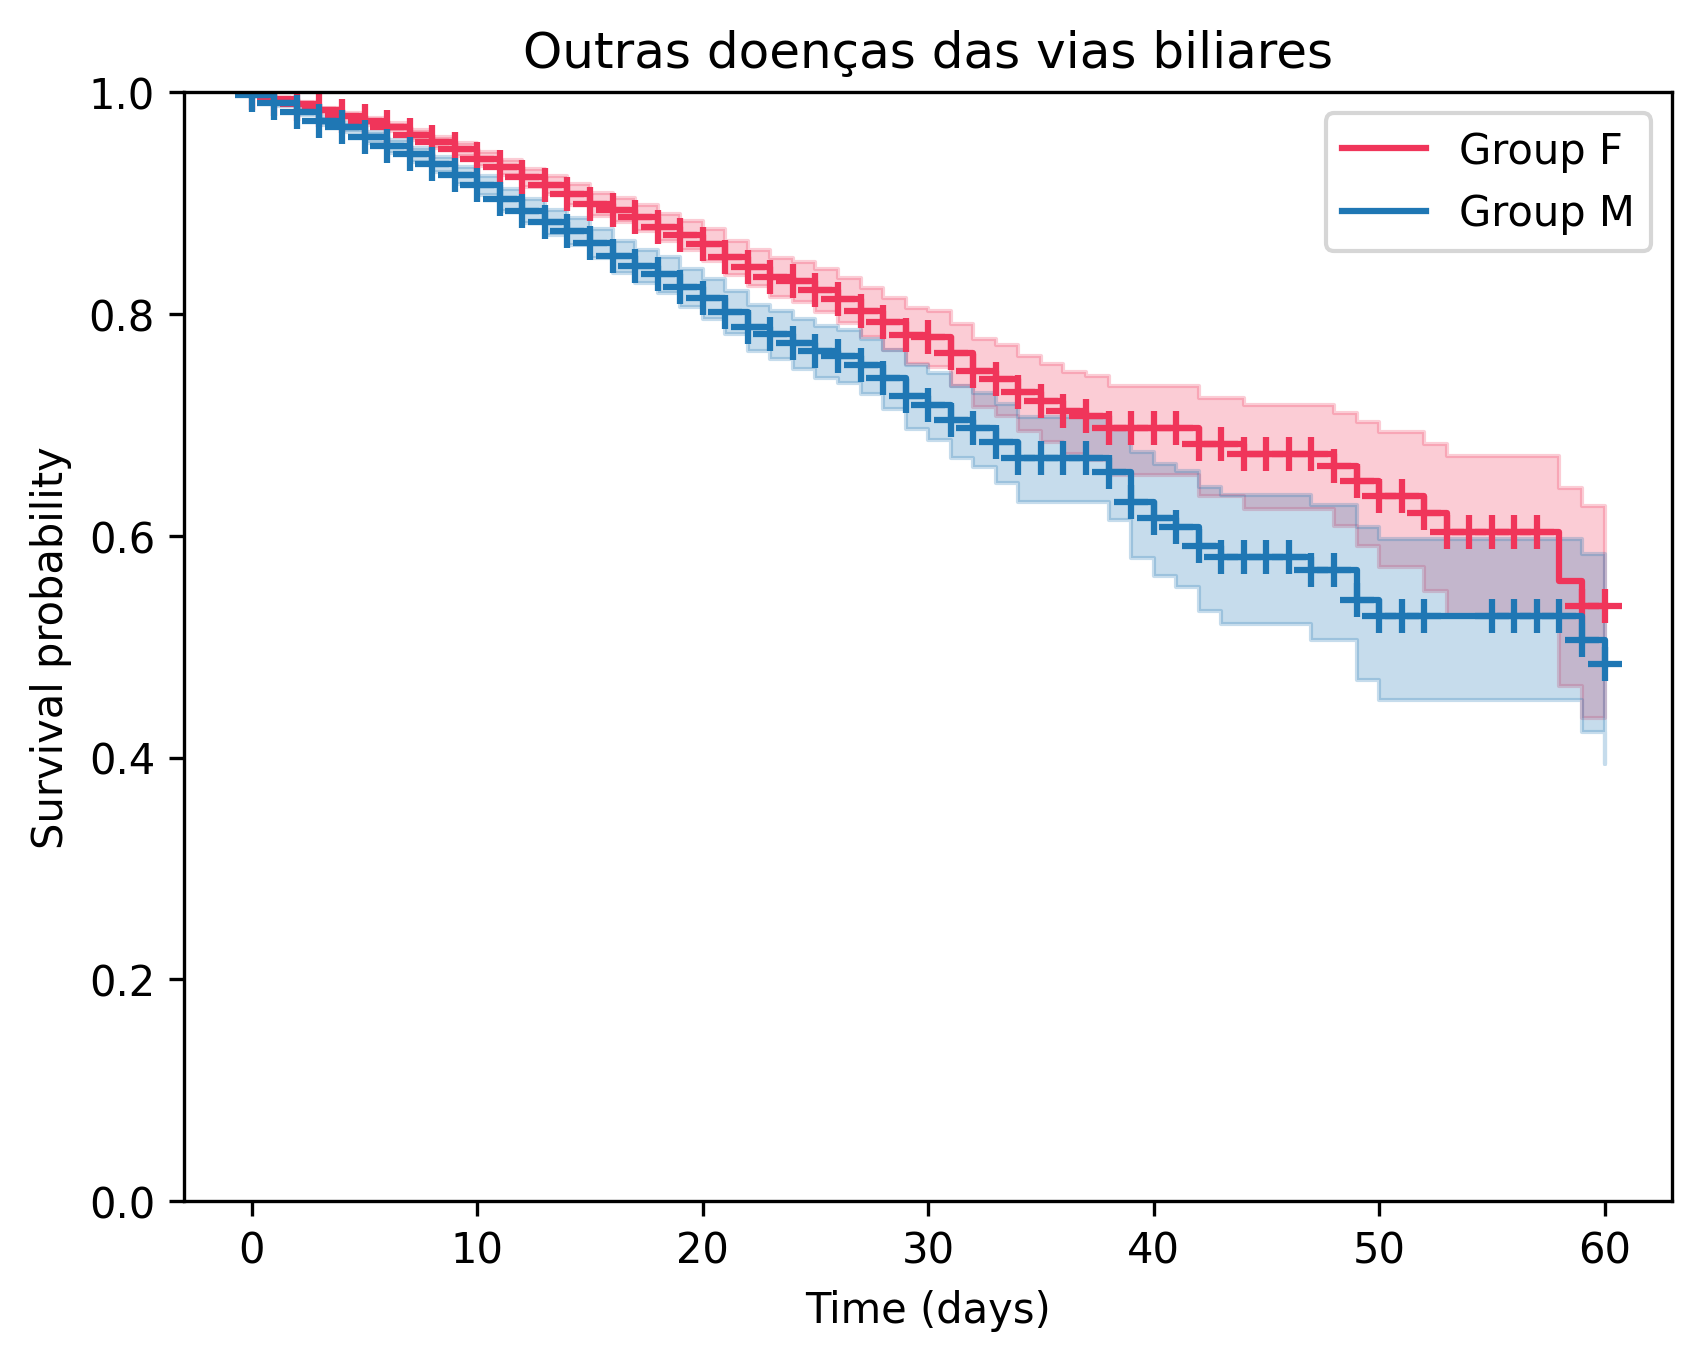 Outras doenças das vias biliares
Group F
Group M
Survival probability
1.0
0.8
0.6
0.4
0.2
0.0
0 10 20 30 40 50 60
Time (days)